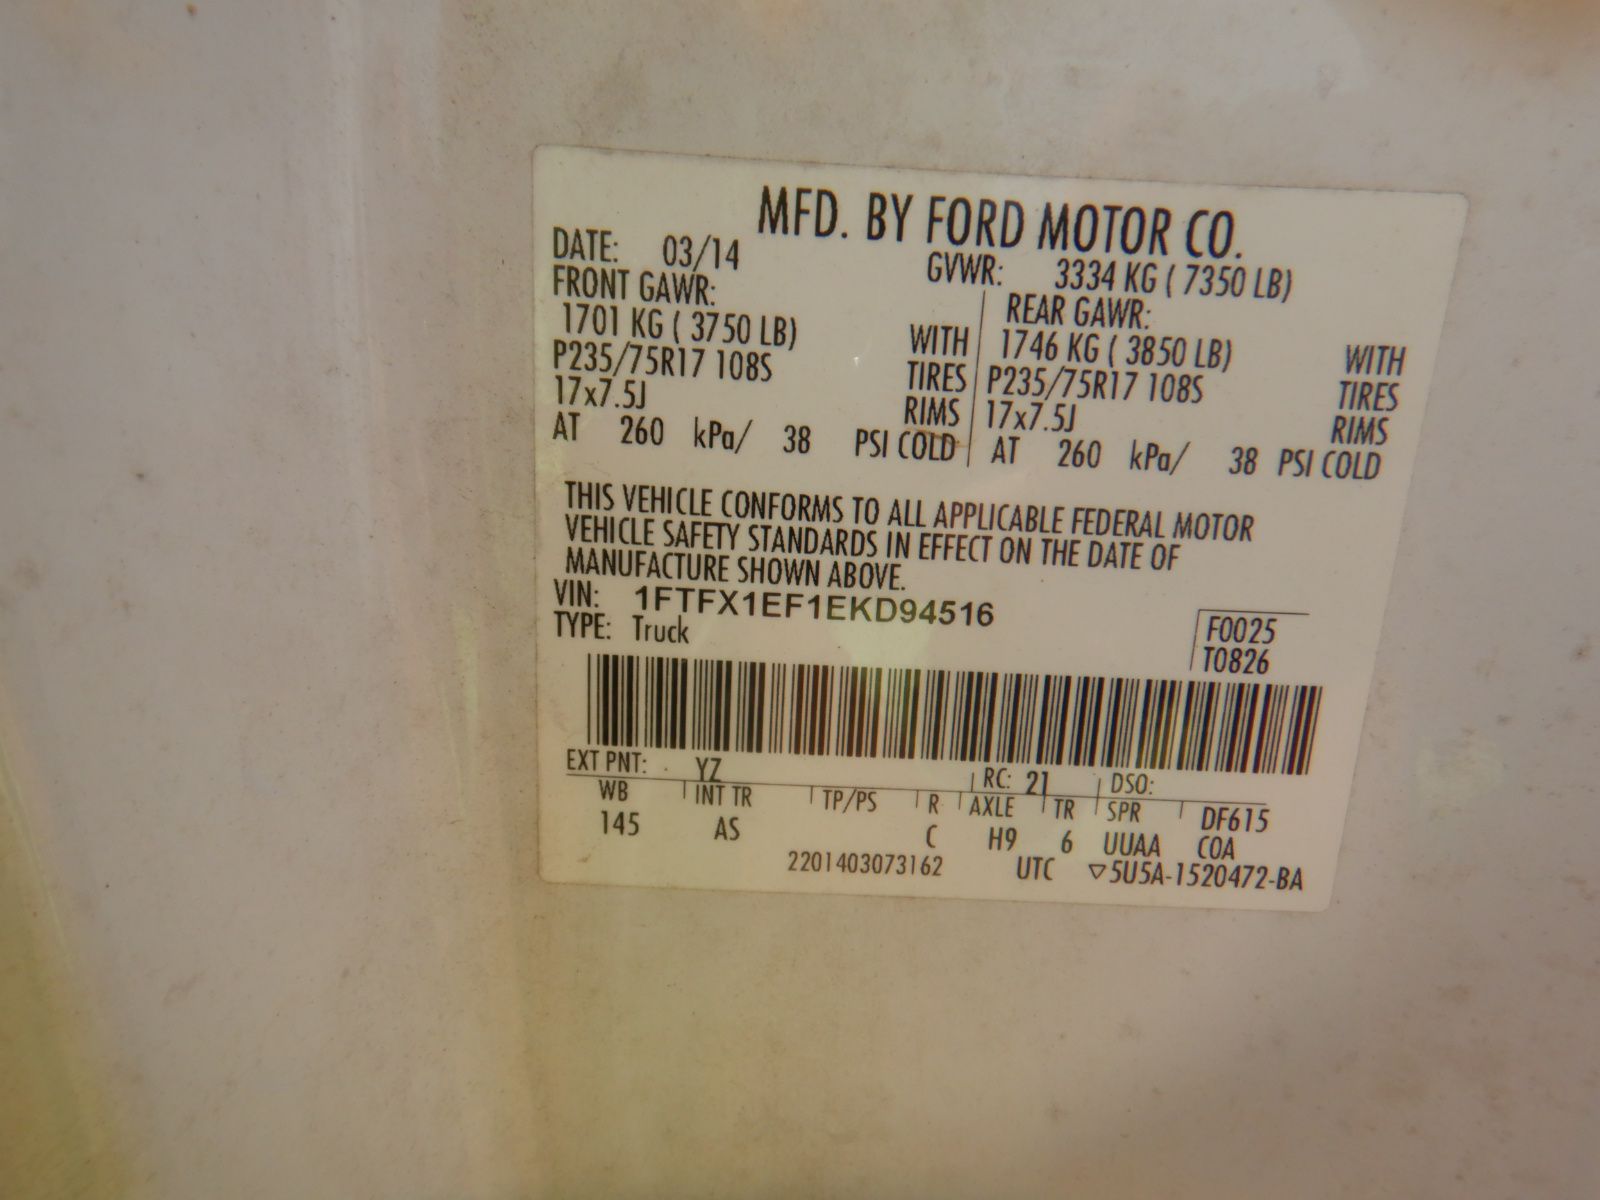 MFD. BY FORD MOTOR CO.
DATE: 03/14 GVWR: 3334 KG ( 7350 LB)
FRONT GAWR: REAR GAWR:
1701 KG ( 3750 LB) WITH 1746 KG ( 3850 LB) WITH
P235/75R17 108S TIRES P235/75R17 108S TIRES
17x7.5J RIMS 17x7.5J RIMS
AT 260 kPa/ 38 PSI COLD AT 260 kPa/ 38 PSI COLD
THIS VEHICLE CONFORMS TO ALL APPLICABLE FEDERAL MOTOR
VEHICLE SAFETY STANDARDS IN EFFECT ON THE DATE OF
MANUFACTURE SHOWN ABOVE.
VIN: 1FTFX1EF1EKD94516
TYPE: Truck F0025
T0826
EXT PNT: YZ RC: 21 DSO:
WB INT TR TP/PS R AXLE TR SPR DF615
145 AS C H9 6 UUAA COA
2201403073162 UTC ▽5U5A-1520472-BA